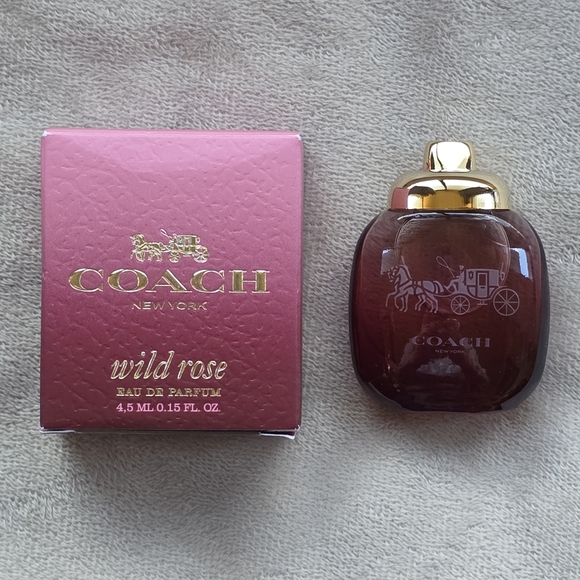 COACH
NEW YORK
wild rose
EAU DE PARFUM
4,5 ML 0.15 FL. OZ.
COACH
NEW YORK